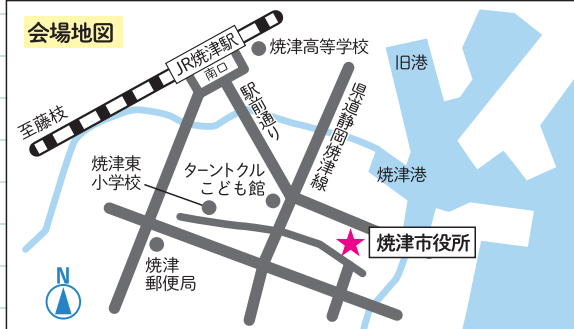 会場地図
JR焼津駅
南口
焼津高等学校
旧港
至藤枝
駅前通り
県道静岡焼津線
焼津東
小学校
ターントクル
こども館
焼津港
焼津市役所
焼津
郵便局
N